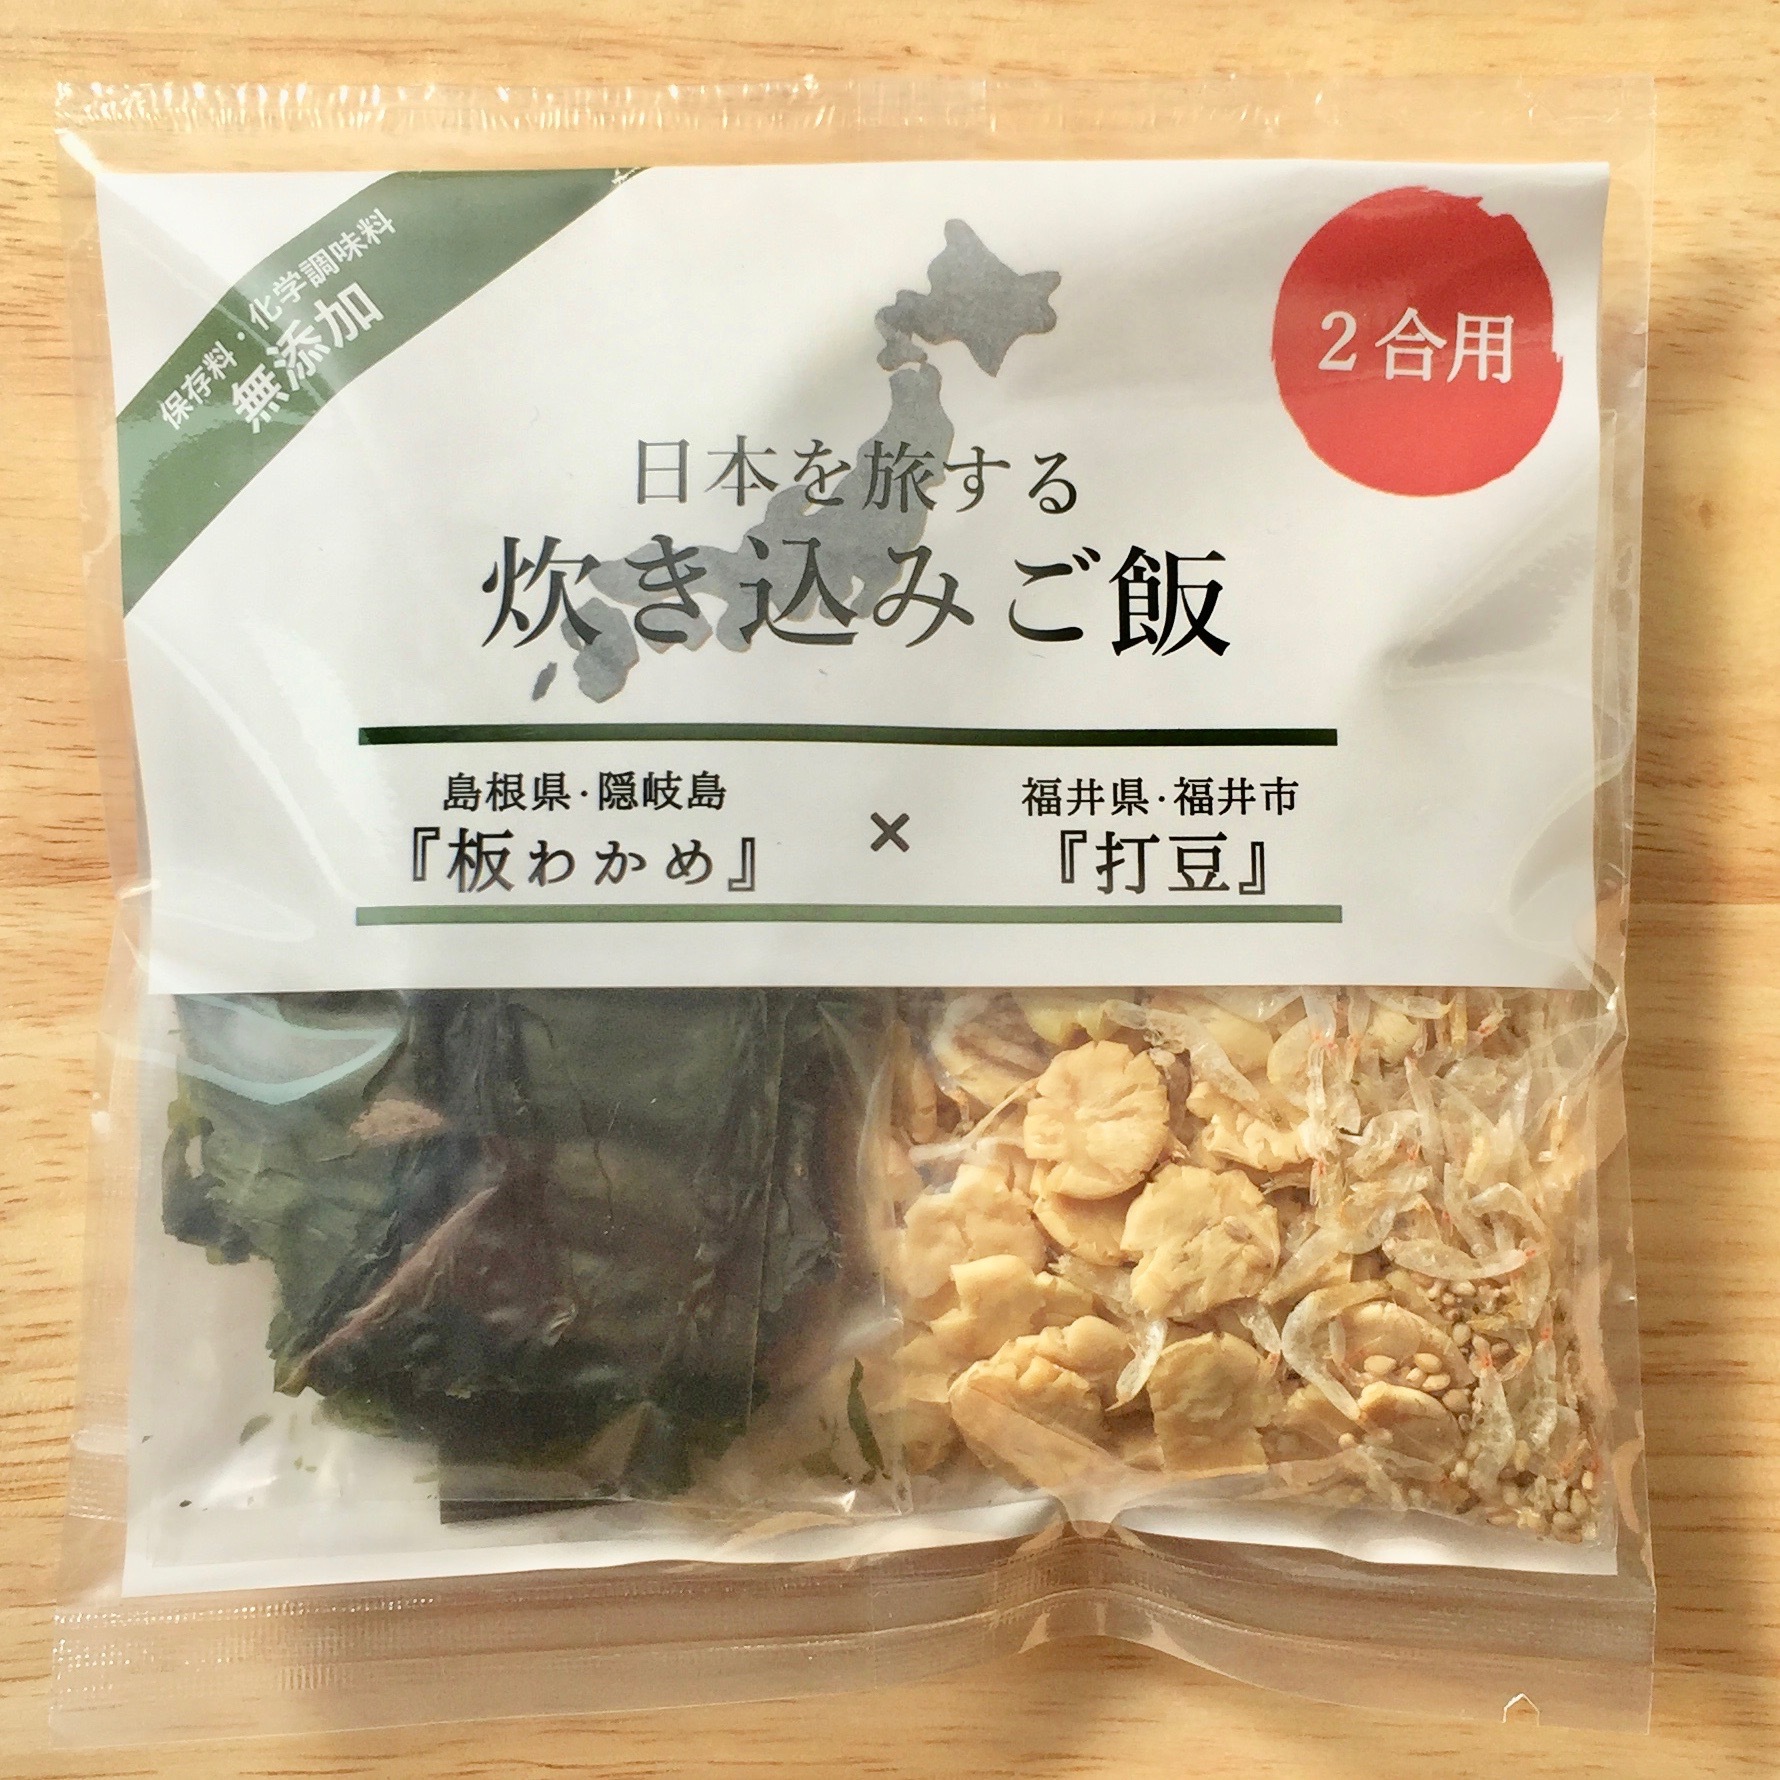 保存料・化学調味料
無添加
2合用
日本を旅する
炊き込みご飯
島根県・隠岐島
『板わかめ』
×
福井県・福井市
『打豆』